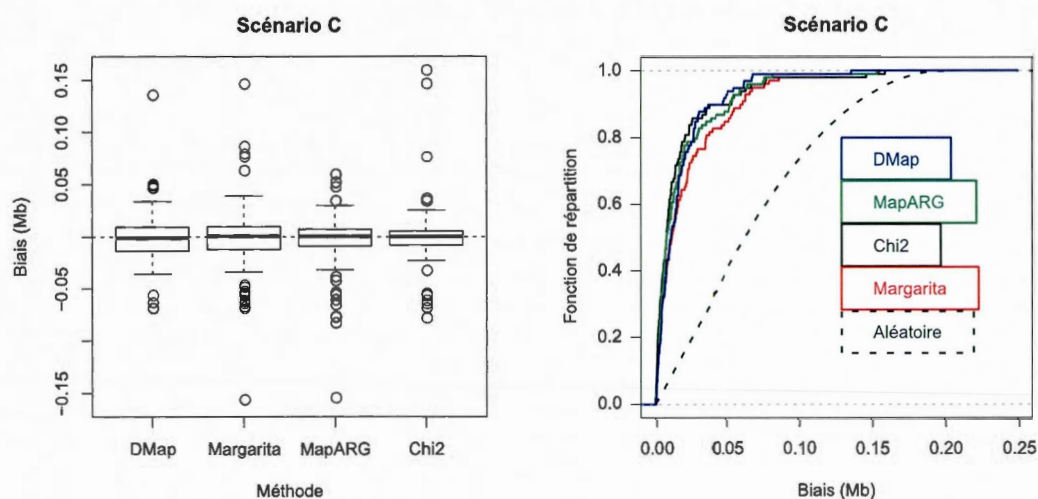 Scénario C
Biais (Mb)
0.15
0.05
−0.05
−0.15
DMap
Margarita
MapARG
Chi2
Méthode
Scénario C
Fonction de répartition
1.0
0.8
0.6
0.4
0.2
0.0
DMap
MapARG
Chi2
Margarita
Aléatoire
0.00
0.05
0.10
0.15
0.20
0.25
Biais (Mb)